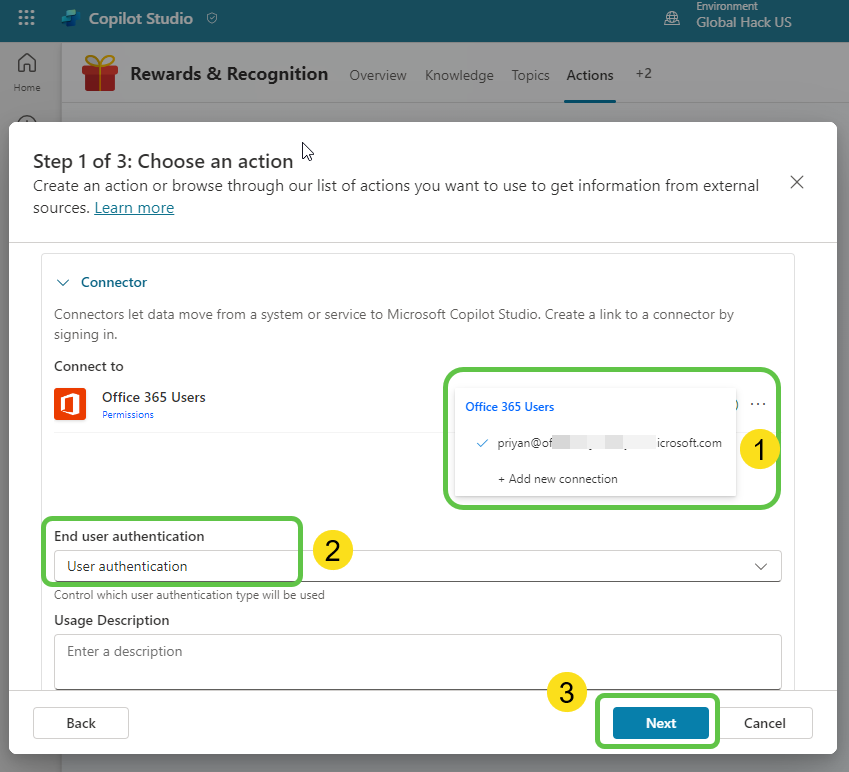 Copilot Studio
Environment
Global Hack US
Home
Rewards & Recognition
Overview
Knowledge
Topics
Actions
+2
Step 1 of 3: Choose an action
Create an action or browse through our list of actions you want to use to get information from external
sources. Learn more
Connector
Connectors let data move from a system or service to Microsoft Copilot Studio. Create a link to a connector by
signing in.
Connect to
Office 365 Users
Permissions
Office 365 Users
priyan@of
icrosoft.com
+ Add new connection
1
End user authentication
User authentication
2
Control which user authentication type will be used
Usage Description
Enter a description
3
Back
Next
Cancel